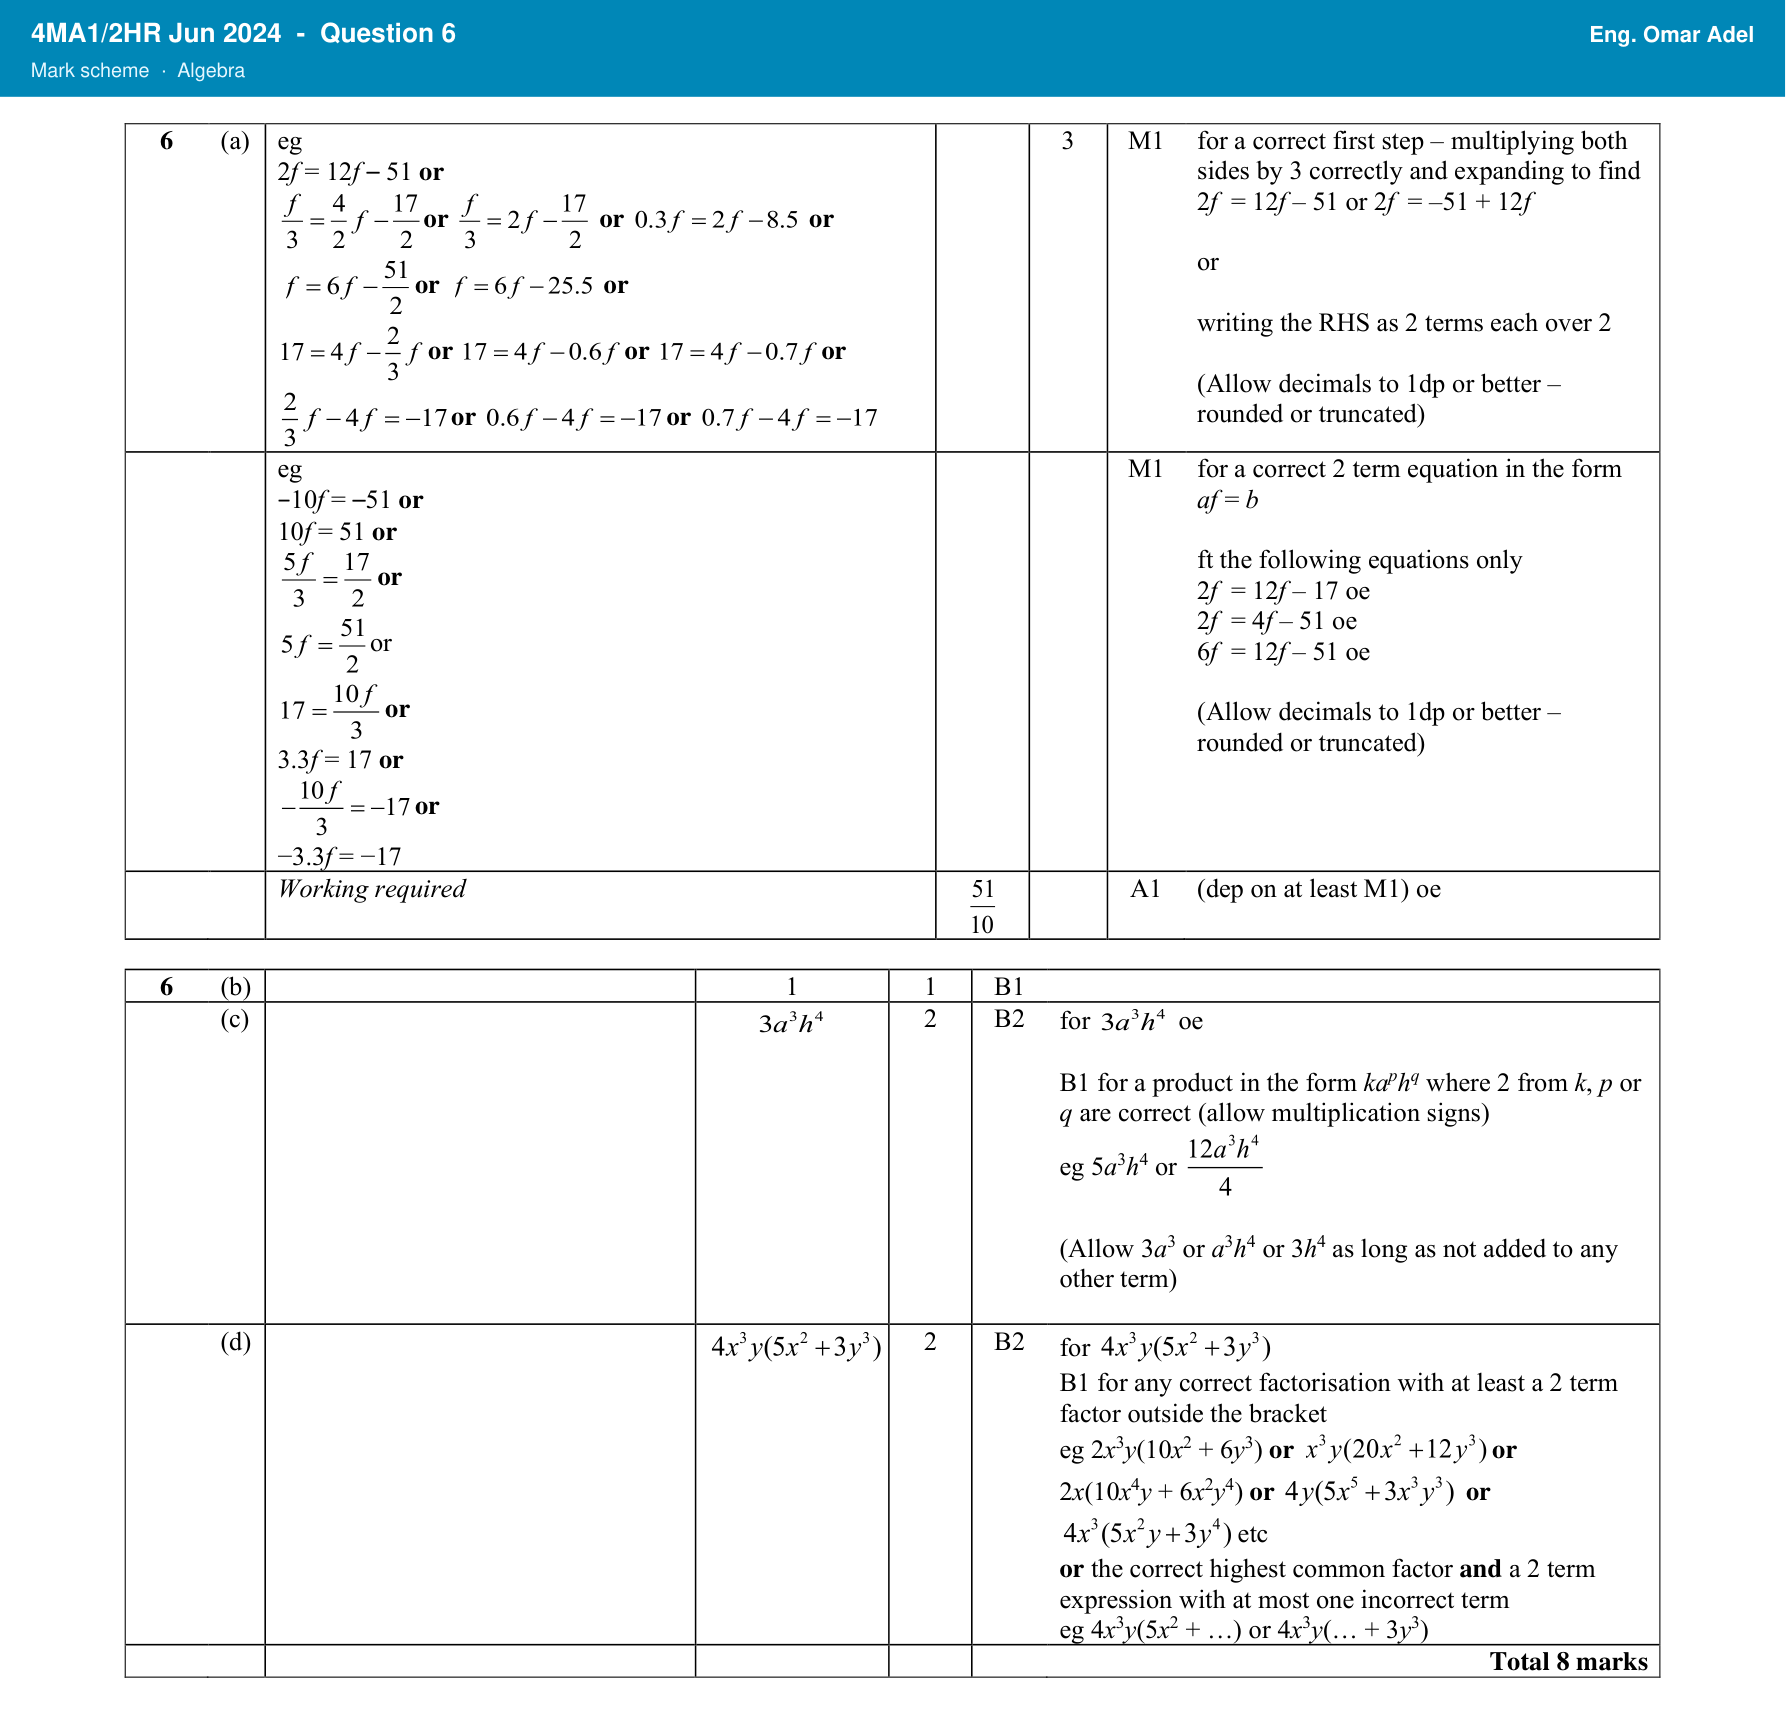 4MA1/2HR Jun 2024 - Question 6
Eng. Omar Adel
Mark scheme · Algebra
6 (a) eg 3 M1 for a correct first step – multiplying both
2f = 12f – 51 or sides by 3 correctly and expanding to find
2f = 12f – 51 or 2f = –51 + 12f
f/3 = 4/2 f − 17/2 or f/3 = 2f − 17/2 or 0.3f = 2f − 8.5 or
or
f = 6f − 51/2 or f = 6f − 25.5 or
writing the RHS as 2 terms each over 2
17 = 4f − 2/3 f or 17 = 4f − 0.6f or 17 = 4f − 0.7f or
(Allow decimals to 1dp or better –
rounded or truncated)
2/3 f − 4f = −17 or 0.6f − 4f = −17 or 0.7f − 4f = −17
eg M1 for a correct 2 term equation in the form
−10f = −51 or af = b
10f = 51 or
5f/3 = 17/2 or
ft the following equations only
2f = 12f – 17 oe
2f = 4f – 51 oe
6f = 12f – 51 oe
5f = 51/2 or
17 = 10f/3 or
(Allow decimals to 1dp or better –
rounded or truncated)
3.3f = 17 or
−10f/3 = −17 or
−3.3f = −17
Working required 51/10 A1 (dep on at least M1) oe
6 (b) 1 1 B1
(c) 3a³h⁴ 2 B2 for 3a³h⁴ oe
B1 for a product in the form kaᵖh^q where 2 from k, p or
q are correct (allow multiplication signs)
eg 5a³h⁴ or 12a³h⁴/4
(Allow 3a³ or a³h⁴ or 3h⁴ as long as not added to any
other term)
(d) 4x³y(5x² + 3y³) 2 B2 for 4x³y(5x² + 3y³)
B1 for any correct factorisation with at least a 2 term
factor outside the bracket
eg 2x³y(10x² + 6y³) or x³y(20x² + 12y³) or
2x(10x⁴y + 6x²y⁴) or 4y(5x⁵ + 3x³y³) or
4x³(5x²y + 3y⁴) etc
or the correct highest common factor and a 2 term
expression with at most one incorrect term
eg 4x³y(5x² + …) or 4x³y(… + 3y³)
Total 8 marks